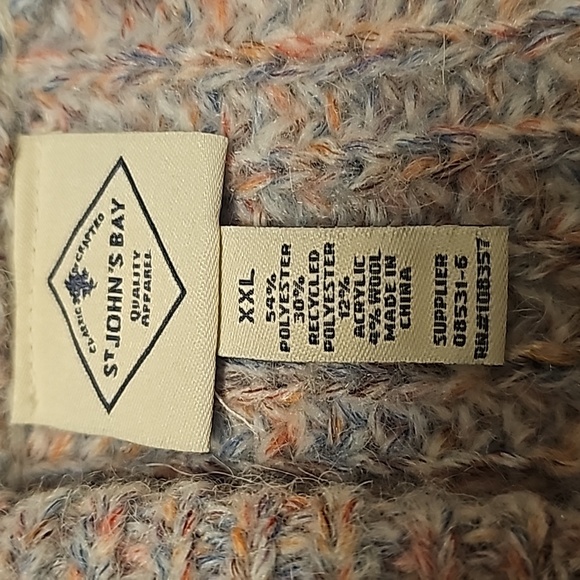 CLASSIC CRAFTED
ST JOHN'S BAY
QUALITY
APPAREL
XXL
54%
POLYESTER
30%
RECYCLED
POLYESTER
12%
ACRYLIC
4% WOOL
MADE IN
CHINA
SUPPLIER
08531-6
RN#108357